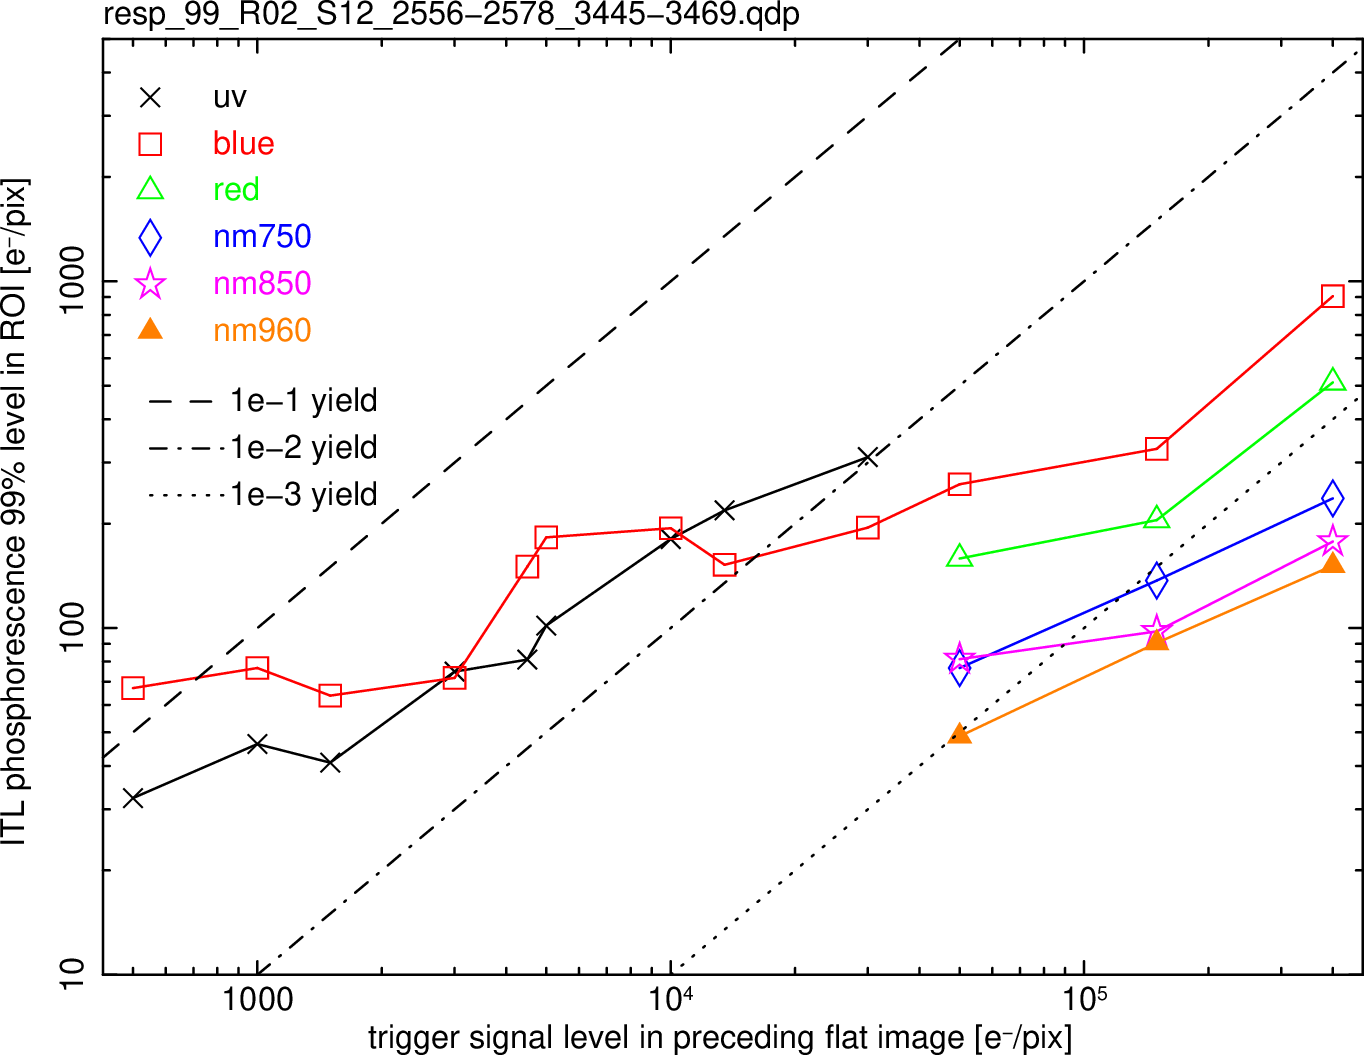 resp_99_R02_S12_2556−2578_3445−3469.qdp
uv
blue
red
nm750
nm850
nm960
1e−1 yield
1e−2 yield
1e−3 yield
ITL phosphorescence 99% level in ROI [e⁻/pix]
1000
100
10
1000
10⁴
10⁵
trigger signal level in preceding flat image [e⁻/pix]